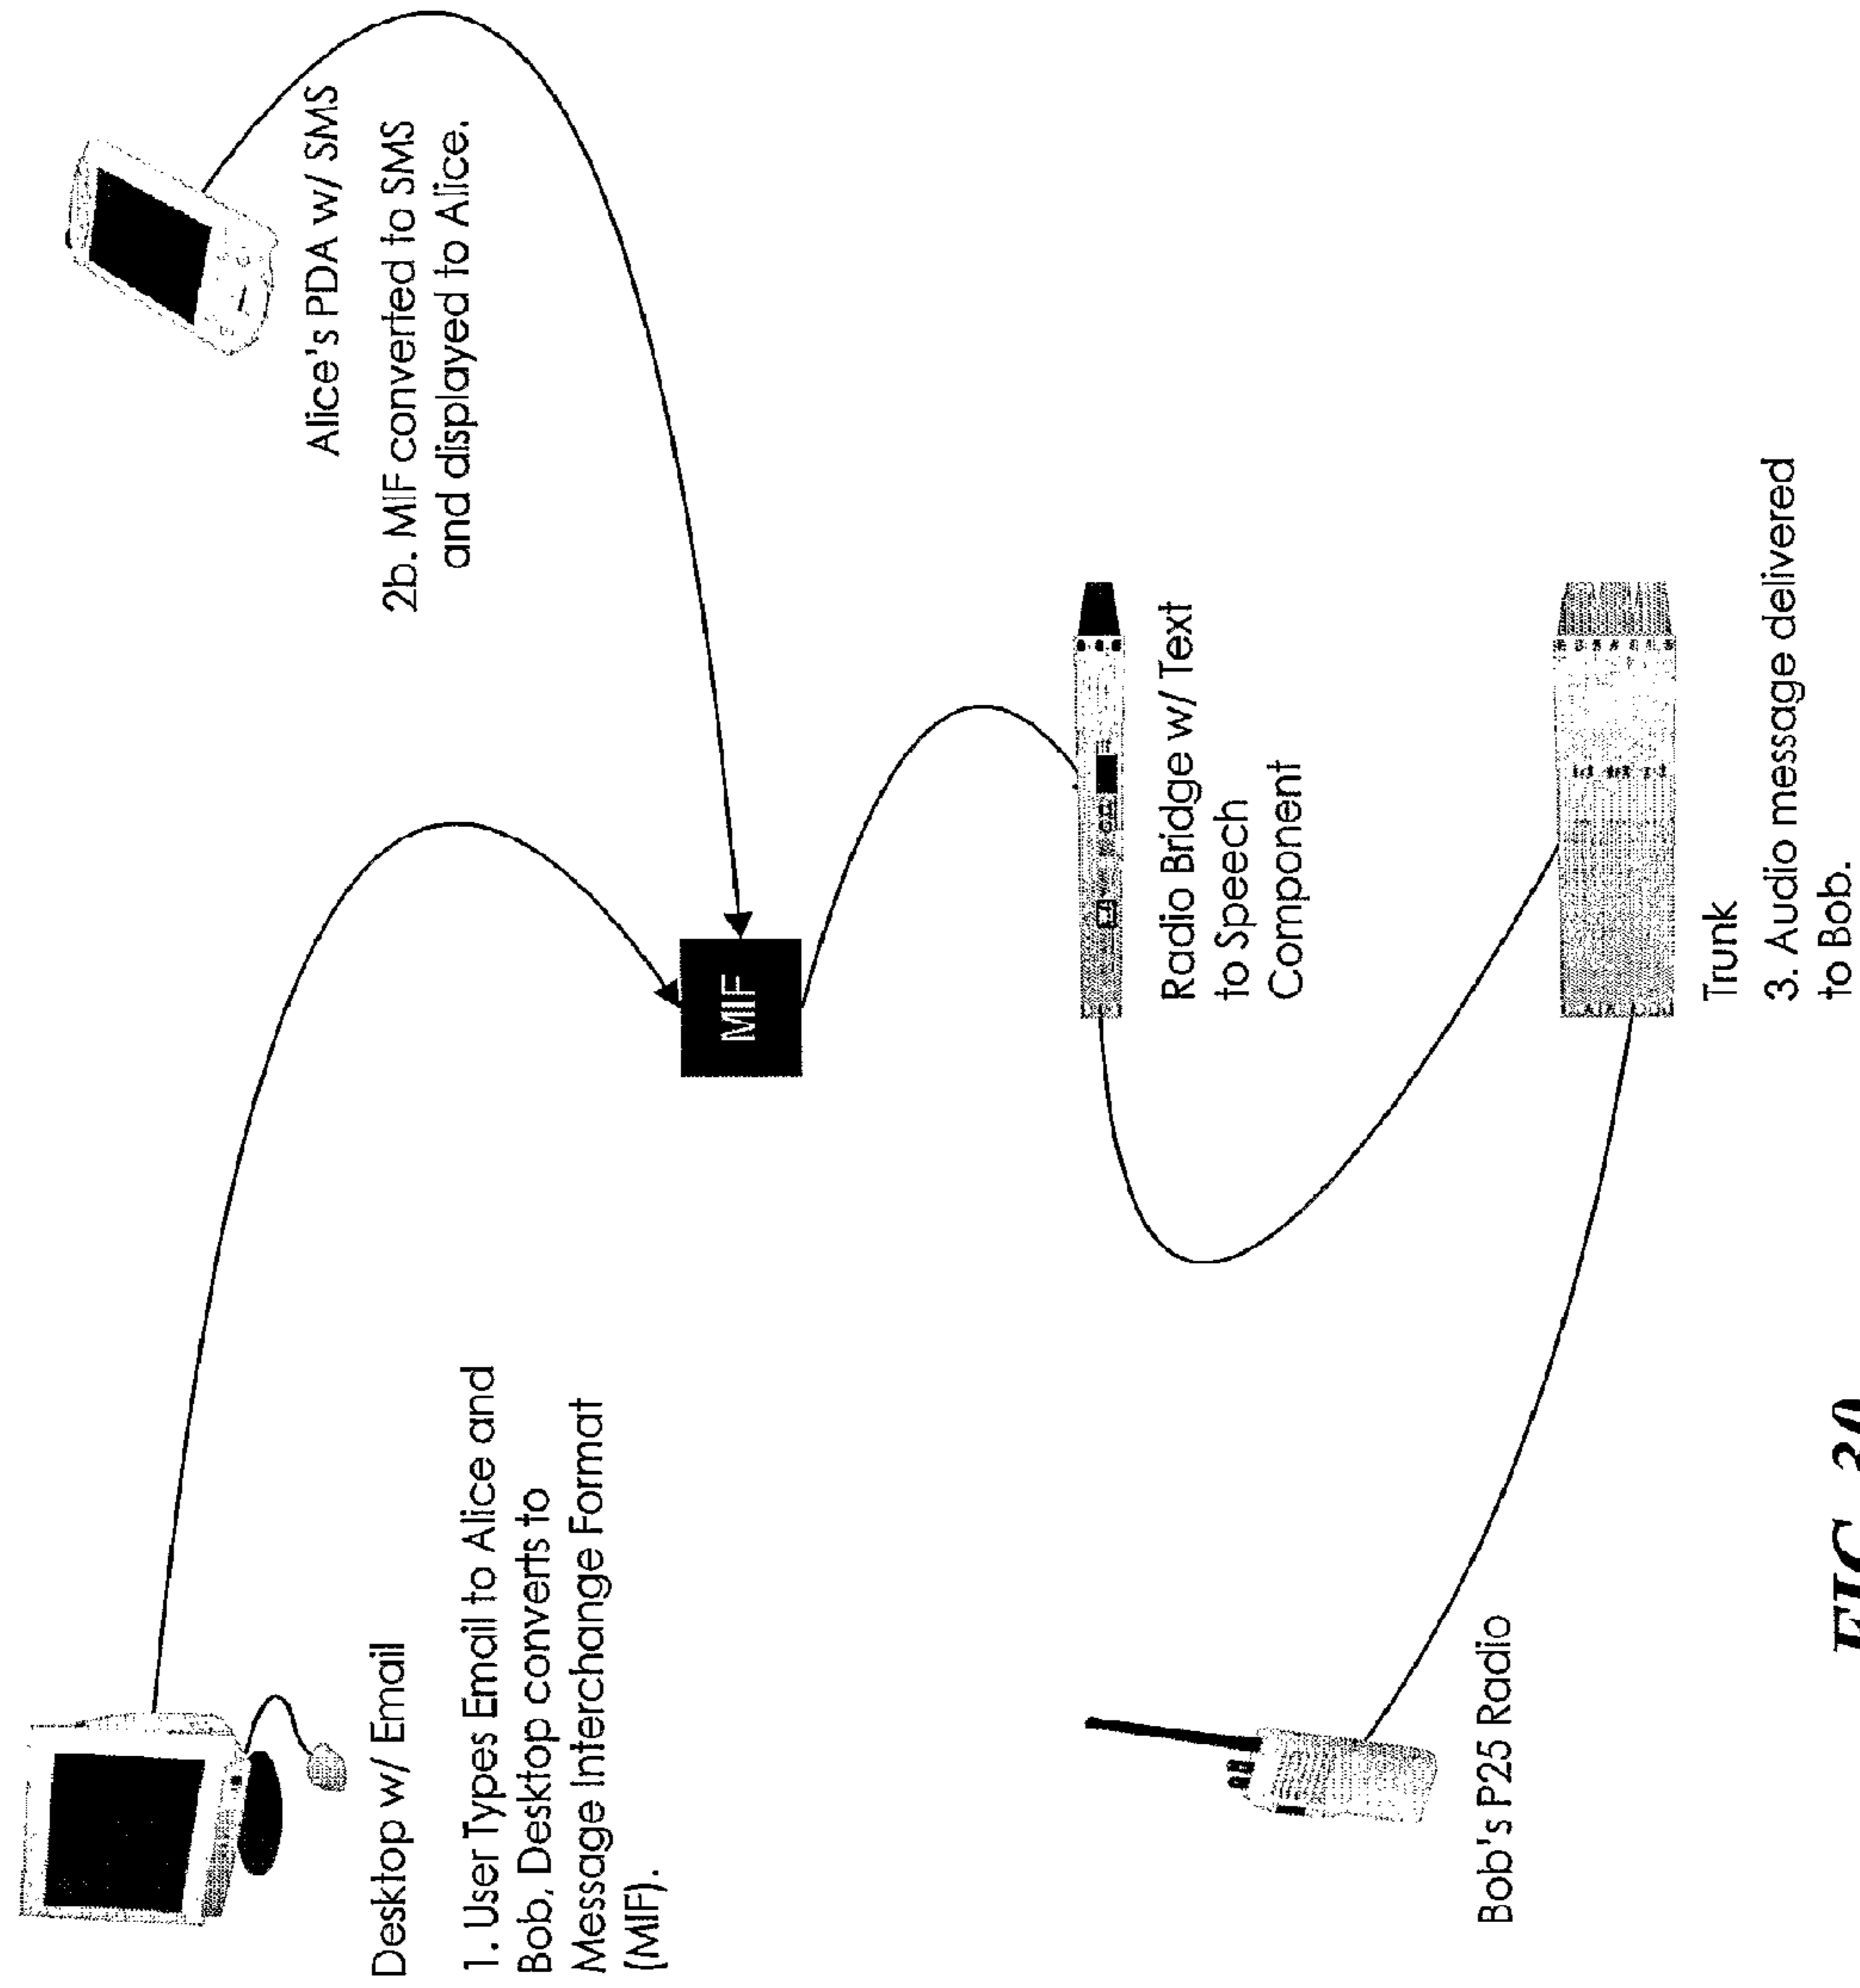 Desktop w/ Email
1. User Types Email to Alice and
Bob, Desktop converts to
Message Interchange Format
(MIF).
Alice's PDA w/ SMS
2b. MIF converted to SMS
and displayed to Alice.
MIF
Radio Bridge w/ Text
to Speech
Component
Bob's P25 Radio
Trunk
3. Audio message delivered
to Bob.
FIG. 30